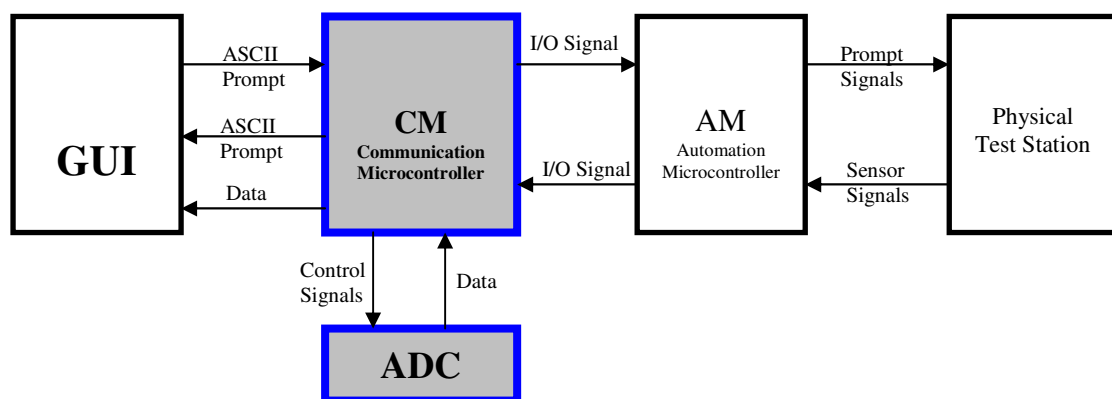 GUI
ASCII
Prompt
ASCII
Prompt
Data
CM
Communication
Microcontroller
Control
Signals
Data
ADC
I/O Signal
I/O Signal
AM
Automation
Microcontroller
Prompt
Signals
Sensor
Signals
Physical
Test Station